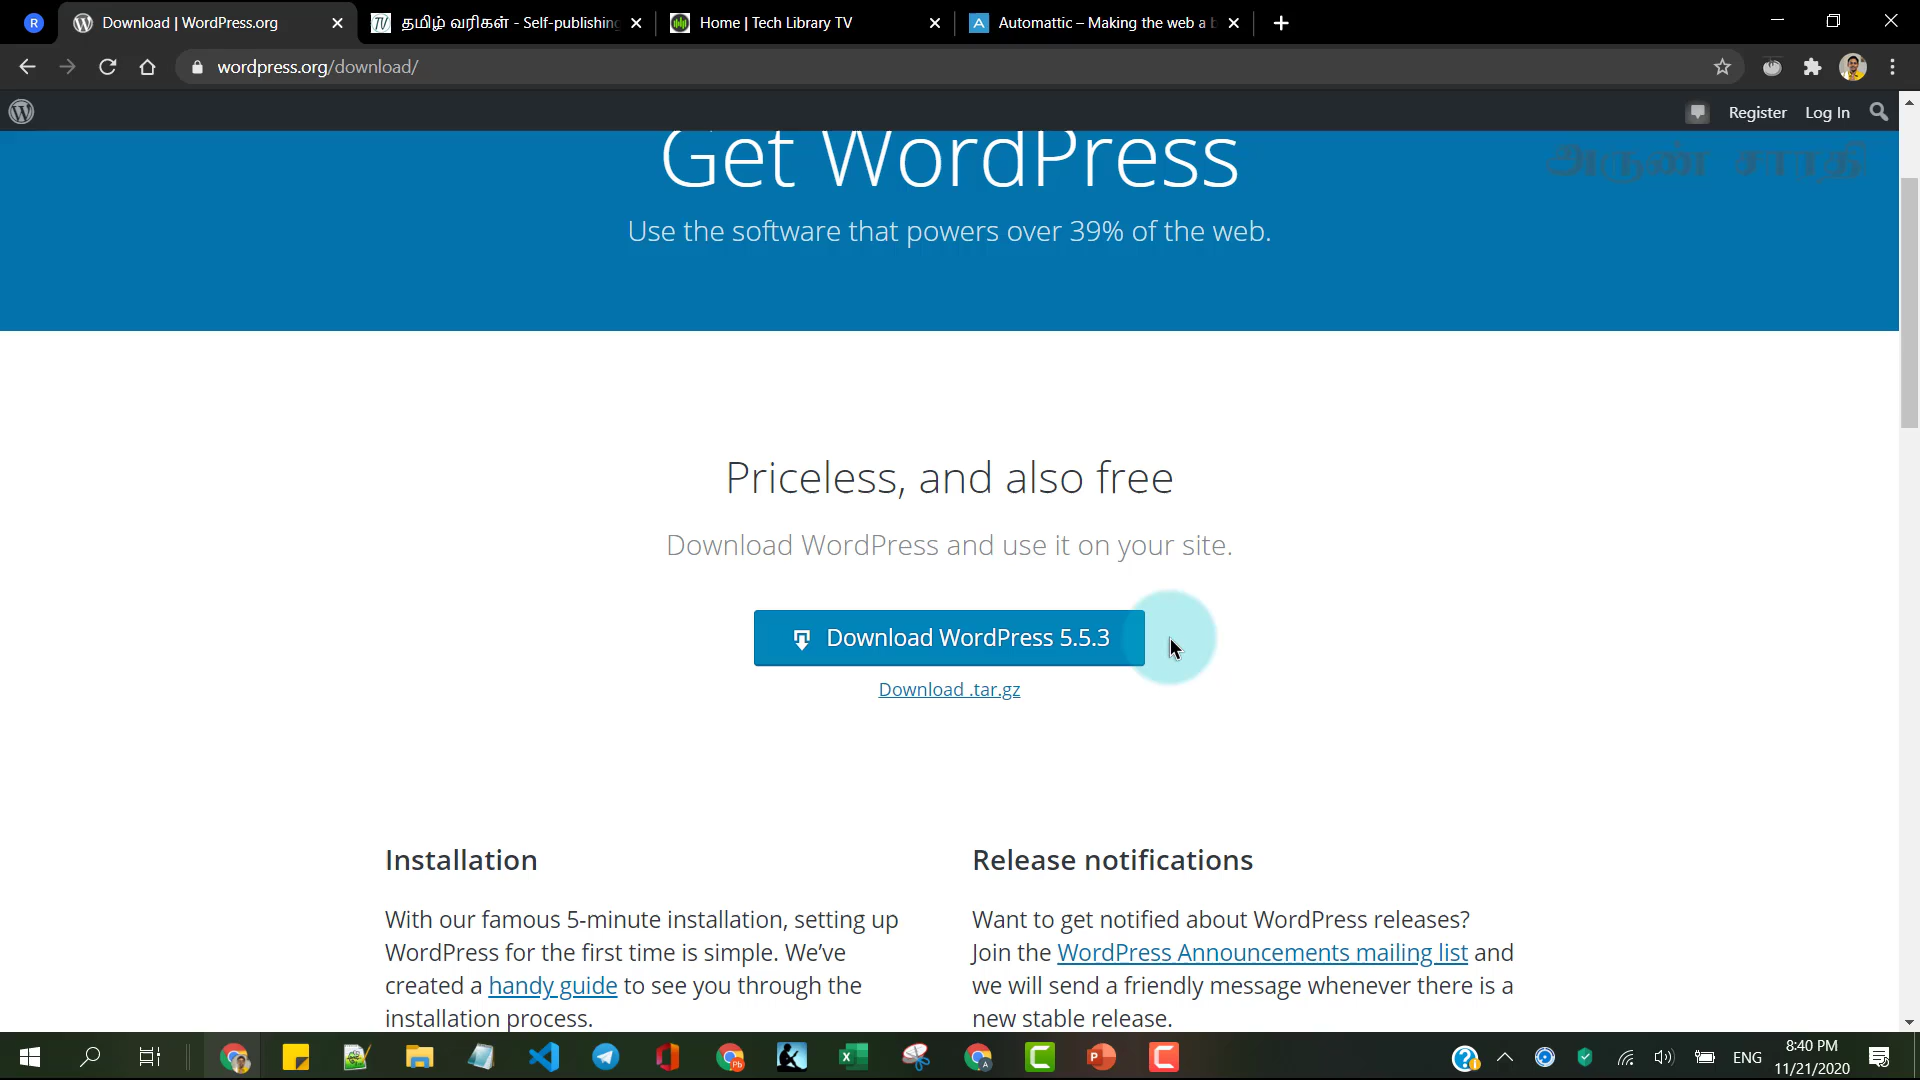 R
Download | WordPress.org
TV
தமிழ் வரிகள் - Self-publishing
Home | Tech Library TV
A
Automattic – Making the web a b
wordpress.org/download/
Register
Log In
Get WordPress
அருண் சாரதி
Use the software that powers over 39% of the web.
Priceless, and also free
Download WordPress and use it on your site.
Download WordPress 5.5.3
Download .tar.gz
Installation
With our famous 5-minute installation, setting up
WordPress for the first time is simple. We’ve
created a handy guide to see you through the
installation process.
Release notifications
Want to get notified about WordPress releases?
Join the WordPress Announcements mailing list and
we will send a friendly message whenever there is a
new stable release.
ENG
8:40 PM
11/21/2020